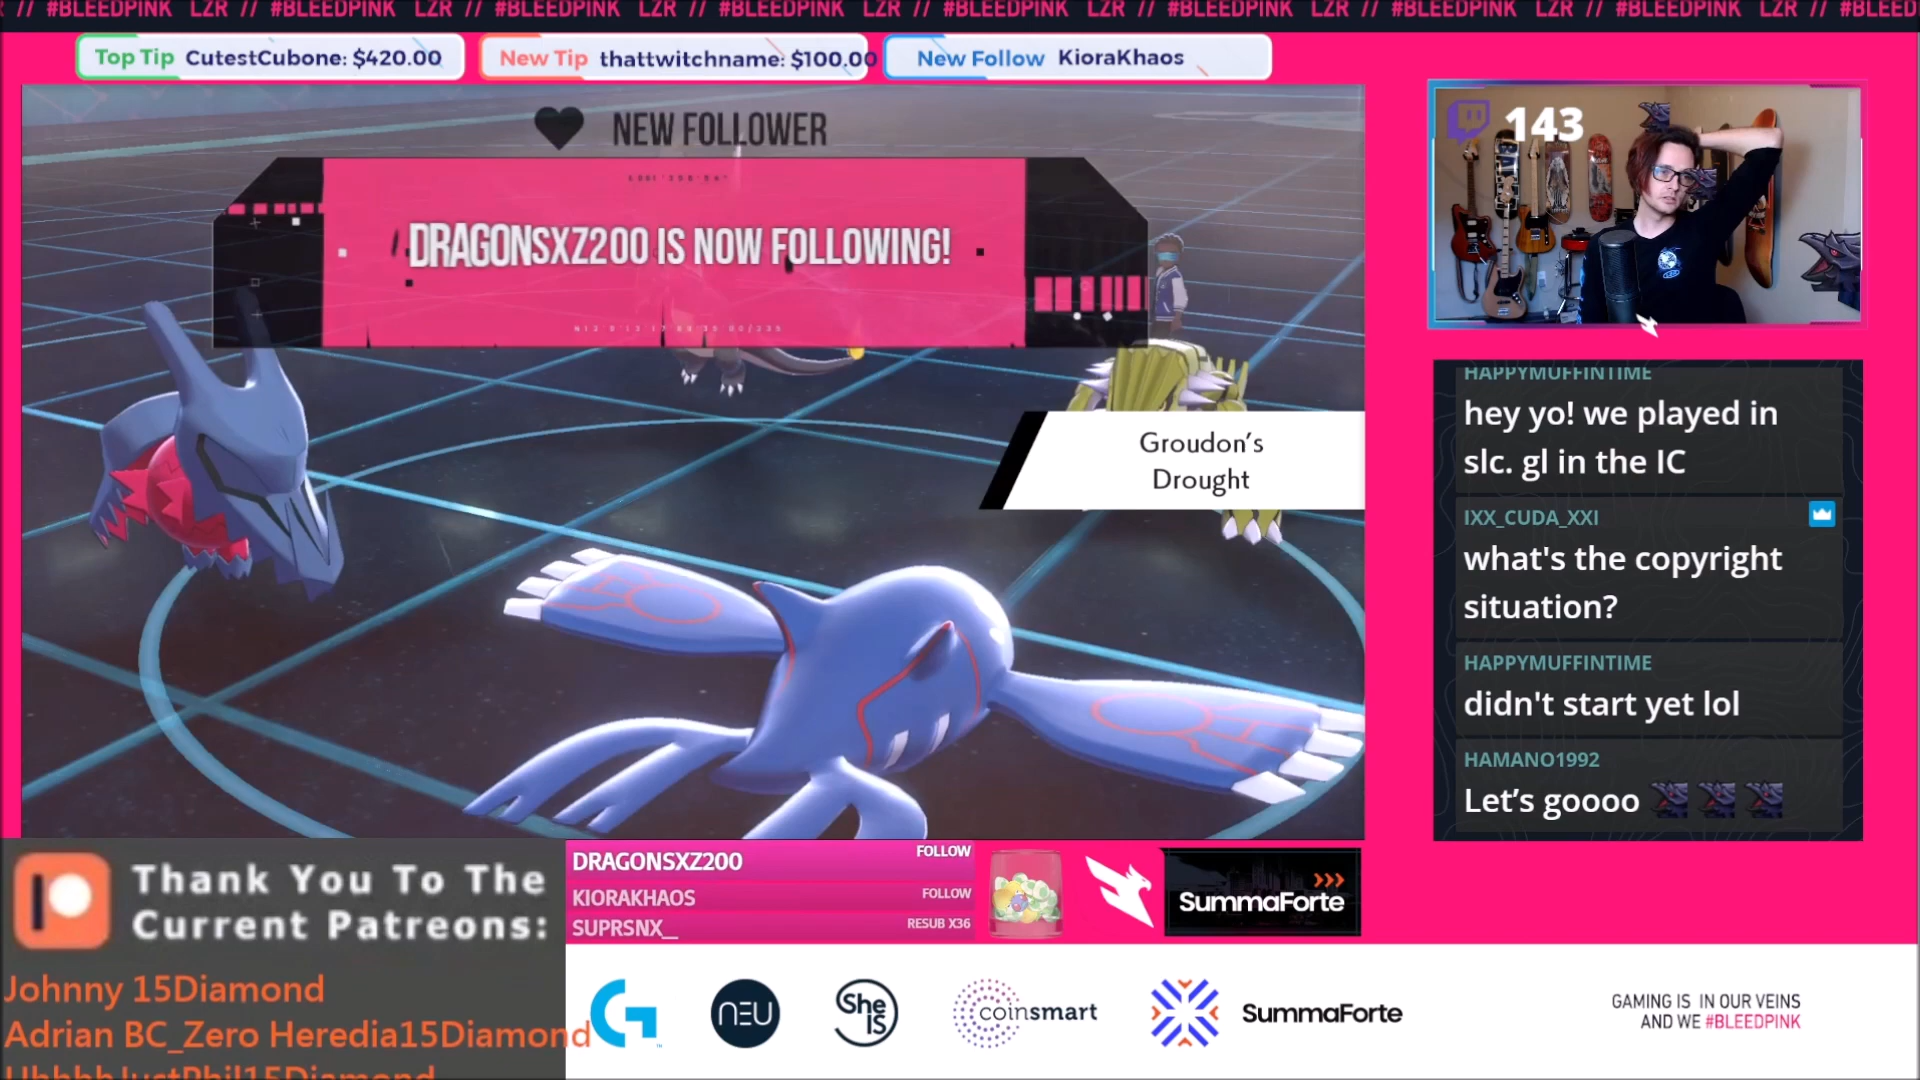 // #BLEEDPINK LZR // #BLEEDPINK LZR // #BLEEDPINK LZR // #BLEEDPINK LZR // #BLEEDPINK LZR // #BLEEDPINK LZR // #BLEEDPINK LZR // #BLEEDPINK LZR // #BLEED
Top Tip CutestCubone: $420.00
New Tip thattwitchname: $100.00
New Follow KioraKhaos
NEW FOLLOWER
DRAGONSXZ200 IS NOW FOLLOWING!
Groudon's
Drought
143
HAPPYMUFFINTIME
hey yo! we played in
slc. gl in the IC
IXX_CUDA_XXI
what's the copyright
situation?
HAPPYMUFFINTIME
didn't start yet lol
HAMANO1992
Let's goooo
Thank You To The
Current Patreons:
Johnny 15Diamond
Adrian BC_Zero Heredia15Diamond
DRAGONSXZ200 FOLLOW
KIORAKHAOS FOLLOW
SUPRSNX__ RESUB X36
SummaForte
G
NEU
She
IS
coinsmart
SummaForte
GAMING IS IN OUR VEINS
AND WE #BLEEDPINK